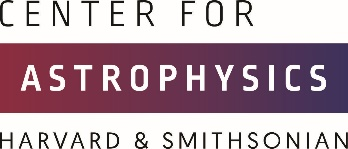 CENTER FOR
ASTROPHYSICS
HARVARD & SMITHSONIAN